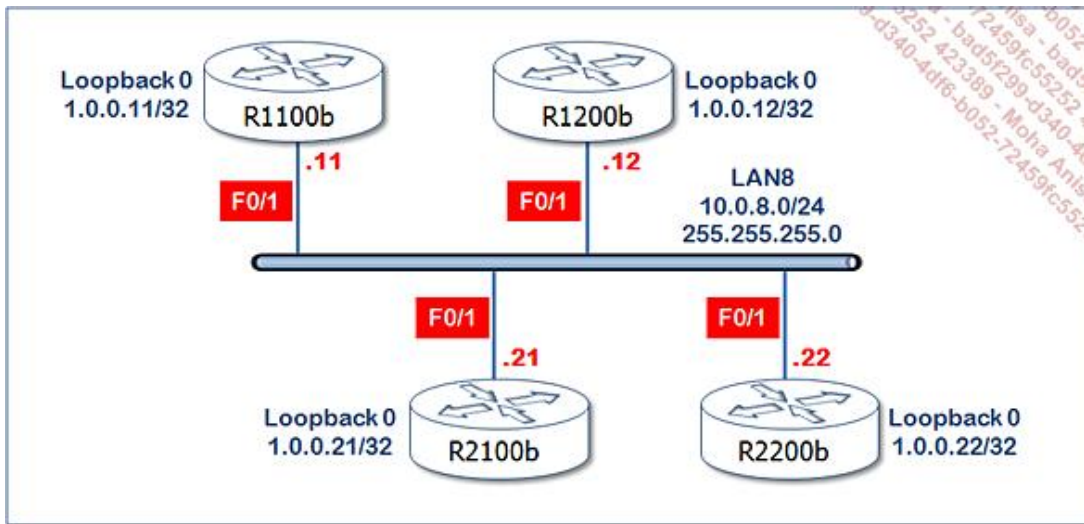 Loopback 0
1.0.0.11/32
R1100b
.11
F0/1
R1200b
Loopback 0
1.0.0.12/32
.12
F0/1
LAN8
10.0.8.0/24
255.255.255.0
F0/1
.21
Loopback 0
1.0.0.21/32
R2100b
F0/1
.22
R2200b
Loopback 0
1.0.0.22/32